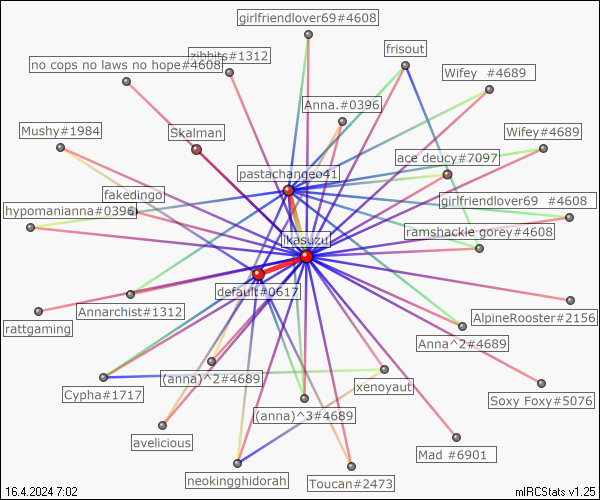 girlfriendlover69#4608
frisout
zibbits#1312
no cops no laws no hope#4608
Wifey #4689
Anna.#0396
Mushy#1984
Skalman
Wifey#4689
ace deucy#7097
pastachangeo41
fakedingo
girlfriendlover69 #4608
hypomanianna#0396
ramshackle gorey#4608
ikasuzu
default#0617
Annarchist#1312
AlpineRooster#2156
rattgaming
Anna^2#4689
(anna)^2#4689
xenoyaut
Cypha#1717
Soxy Foxy#5076
(anna)^3#4689
avelicious
Mad #6901
neokingghidorah
Toucan#2473
16.4.2024 7:02
mIRCStats v1.25